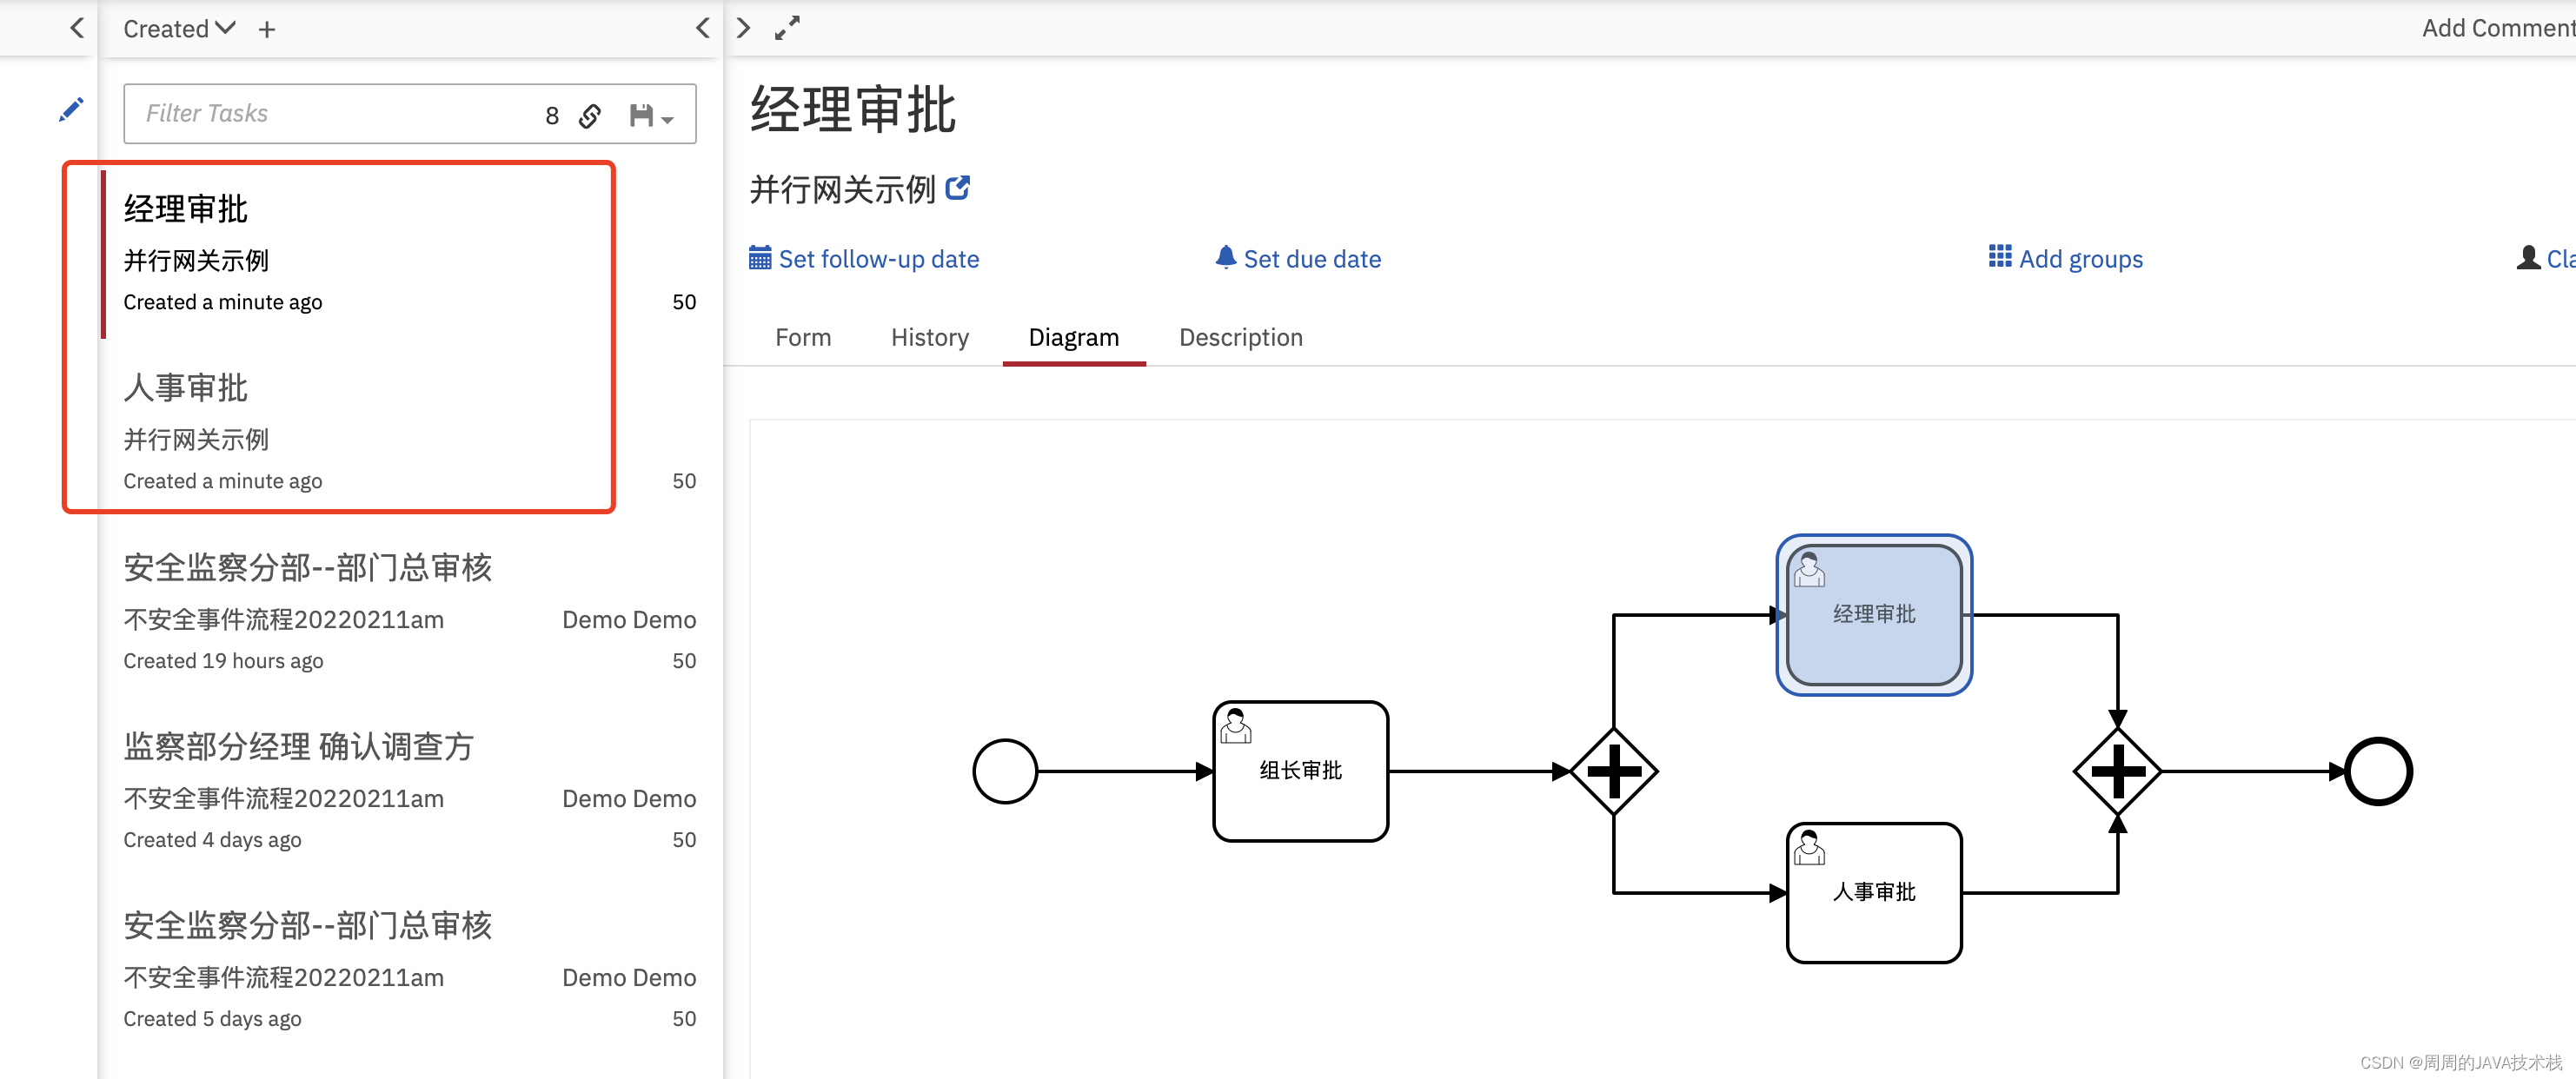 Created
Add Comment
Filter Tasks 8
经理审批
并行网关示例
Created a minute ago 50
人事审批
并行网关示例
Created a minute ago 50
安全监察分部--部门总审核
不安全事件流程20220211am Demo Demo
Created 19 hours ago 50
监察部分经理 确认调查方
不安全事件流程20220211am Demo Demo
Created 4 days ago 50
安全监察分部--部门总审核
不安全事件流程20220211am Demo Demo
Created 5 days ago 50
经理审批
并行网关示例
Set follow-up date Set due date Add groups Cla
Form History Diagram Description
经理审批
组长审批
人事审批
CSDN @周周的JAVA技术栈